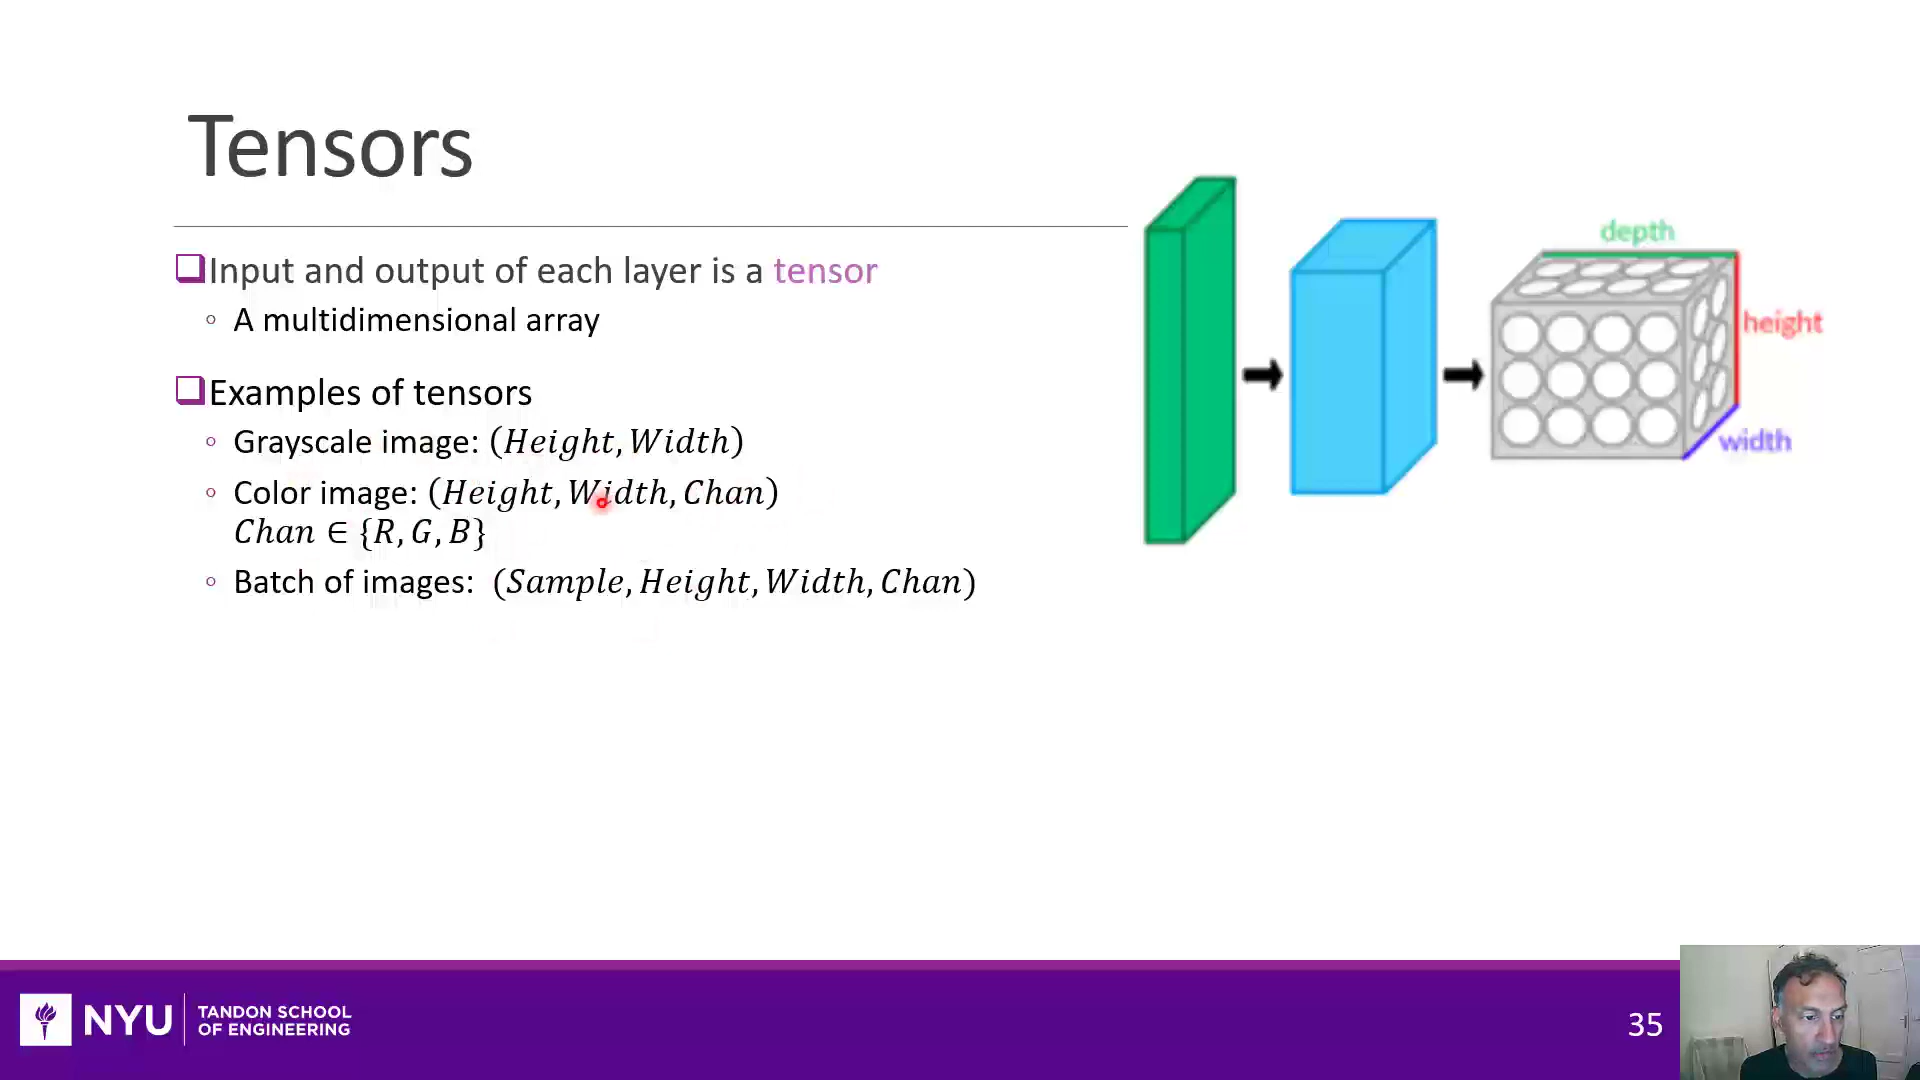 Tensors
❑Input and output of each layer is a tensor
◦ A multidimensional array
❑Examples of tensors
◦ Grayscale image: (Height, Width)
◦ Color image: (Height, Width, Chan)
Chan ∈ {R, G, B}
◦ Batch of images: (Sample, Height, Width, Chan)
depth
height
width
NYU
TANDON SCHOOL
OF ENGINEERING
35